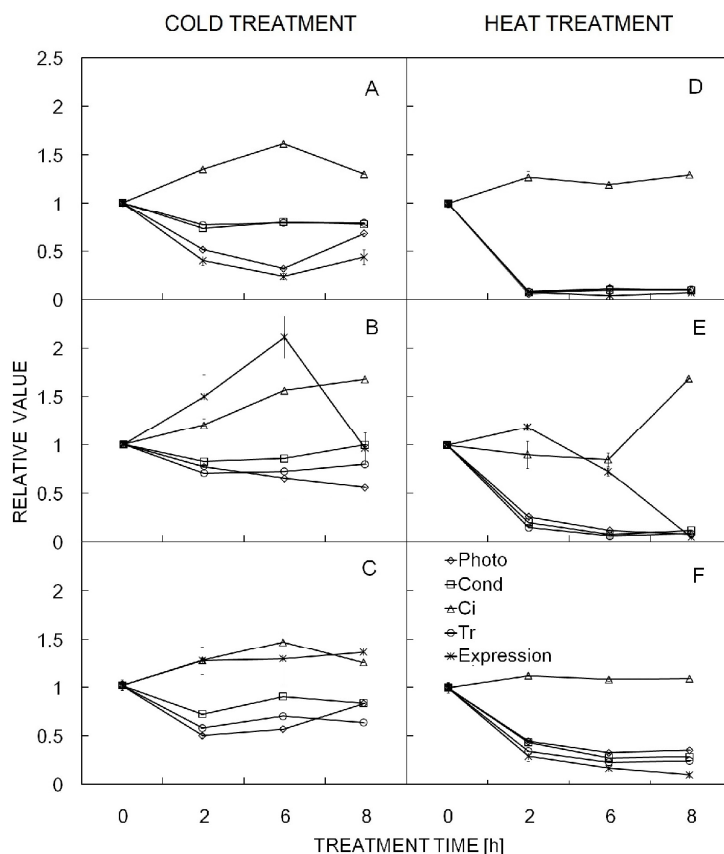 COLD TREATMENT HEAT TREATMENT
2.5
A D
2
1.5
1
0.5
0
B E
2
1.5
1
0.5
0
C F
Photo
Cond
Ci
Tr
Expression
2
1.5
1
0.5
0
RELATIVE VALUE
0 2 6 8 0 2 6 8
TREATMENT TIME [h]